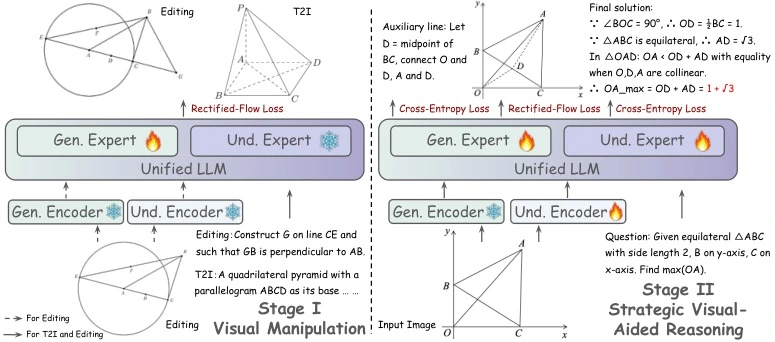 Editing
T2I
E
F
B
A
D
C
G
P
A
D
B
C
Rectified-Flow Loss
Gen. Expert
Und. Expert
Unified LLM
Gen. Encoder
Und. Encoder
Editing: Construct G on line CE and
such that GB is perpendicular to AB.
T2I: A quadrilateral pyramid with a
parallelogram ABCD as its base ... ...
E
F
B
A
D
C
Editing
For Editing
For T2I and Editing
Stage I
Visual Manipulation
Auxiliary line: Let
D = midpoint of
BC, connect O and
D, A and D.
y
A
B
D
O
C
x
Final solution:
∵ ∠BOC = 90°, ∴ OD = ½BC = 1.
∵ △ABC is equilateral, ∴ AD = √3.
In △OAD: OA < OD + AD with equality
when O,D,A are collinear.
∴ OA_max = OD + AD = 1 + √3
Cross-Entropy Loss
Rectified-Flow Loss
Cross-Entropy Loss
Gen. Expert
Und. Expert
Unified LLM
Gen. Encoder
Und. Encoder
y
A
B
O
C
x
Input Image
Question: Given equilateral △ABC
with side length 2, B on y-axis, C on
x-axis. Find max(OA).
Stage II
Strategic Visual-
Aided Reasoning